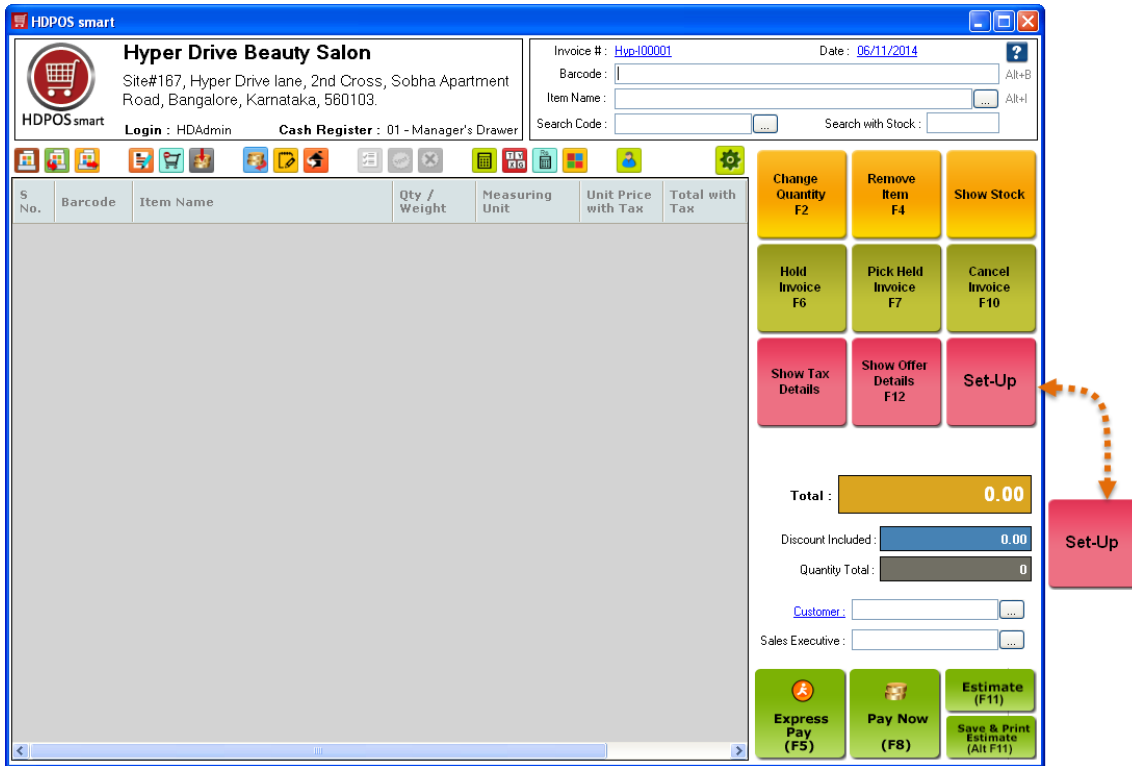 HDPOS smart
HDPOS smart
Hyper Drive Beauty Salon
Site#167, Hyper Drive lane, 2nd Cross, Sobha Apartment
Road, Bangalore, Karnataka, 560103.
Login : HDAdmin Cash Register : 01 - Manager's Drawer
Invoice # : Hyp-I00001 Date : 06/11/2014 ?
Barcode : Alt+B
Item Name : ... Alt+I
Search Code : ... Search with Stock :
S No. Barcode Item Name Qty / Weight Measuring Unit Unit Price with Tax Total with Tax
Change
Quantity
F2
Remove
Item
F4
Show Stock
Hold
Invoice
F6
Pick Held
Invoice
F7
Cancel
Invoice
F10
Show Tax
Details
Show Offer
Details
F12
Set-Up
Total : 0.00
Discount Included : 0.00
Quantity Total : 0
Set-Up
Customer : ...
Sales Executive : ...
Express
Pay
(F5)
Pay Now
(F8)
Estimate
(F11)
Save & Print
Estimate
(Alt F11)